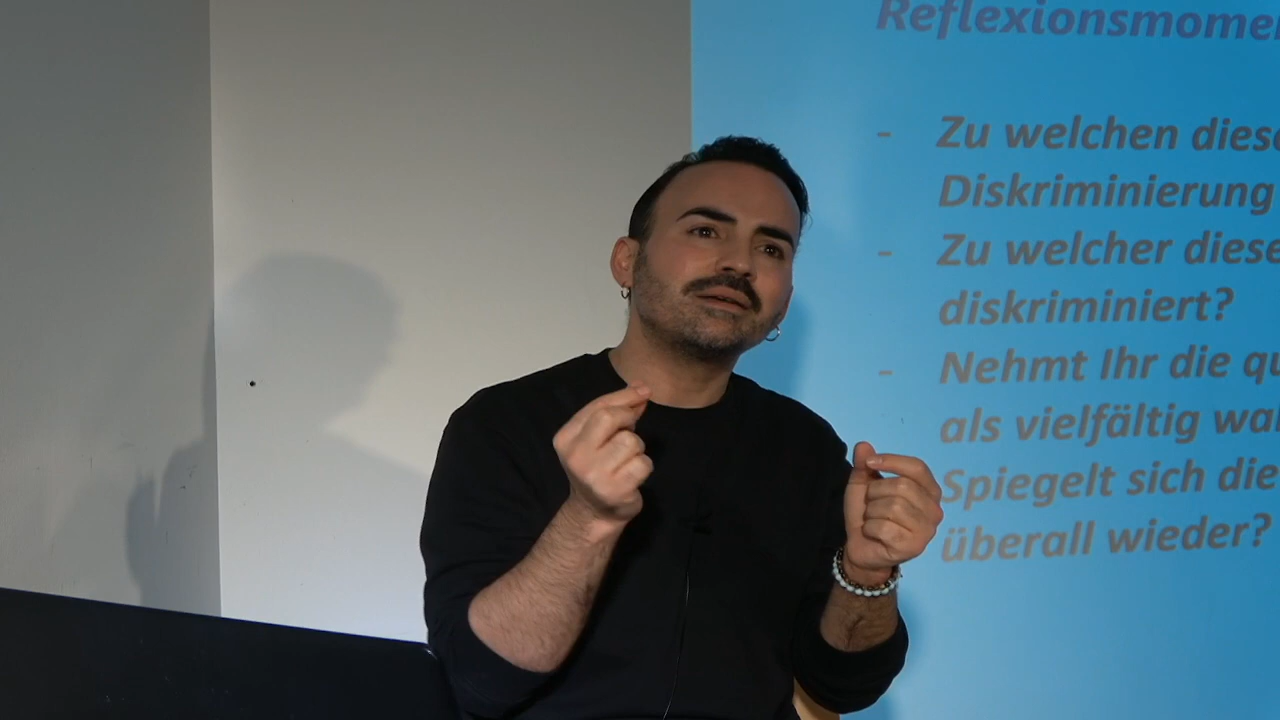 Reflexionsmomen
- Zu welchen diese
Diskriminierung
- Zu welcher diese
diskriminiert?
- Nehmt Ihr die qu
als vielfältig wa
Spiegelt sich die
überall wieder?